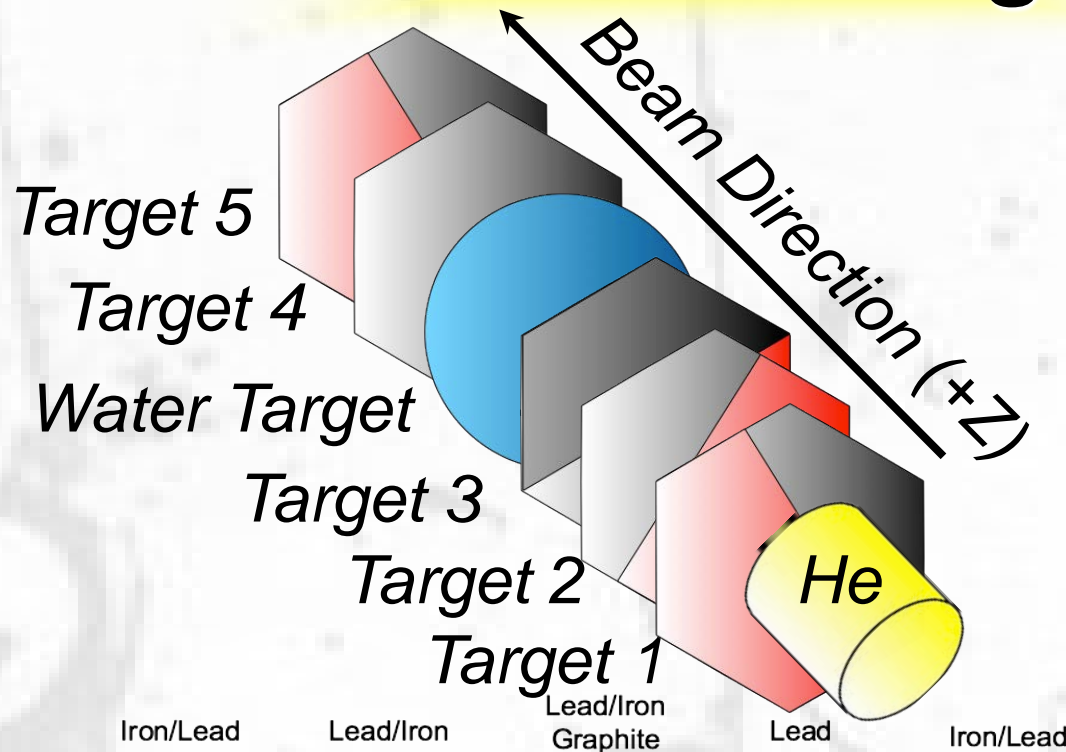 Beam Direction (+Z)
Target 5
Target 4
Water Target
Target 3
Target 2
He
Target 1
Lead/Iron
Iron/Lead Lead/Iron Graphite Lead Iron/Lead